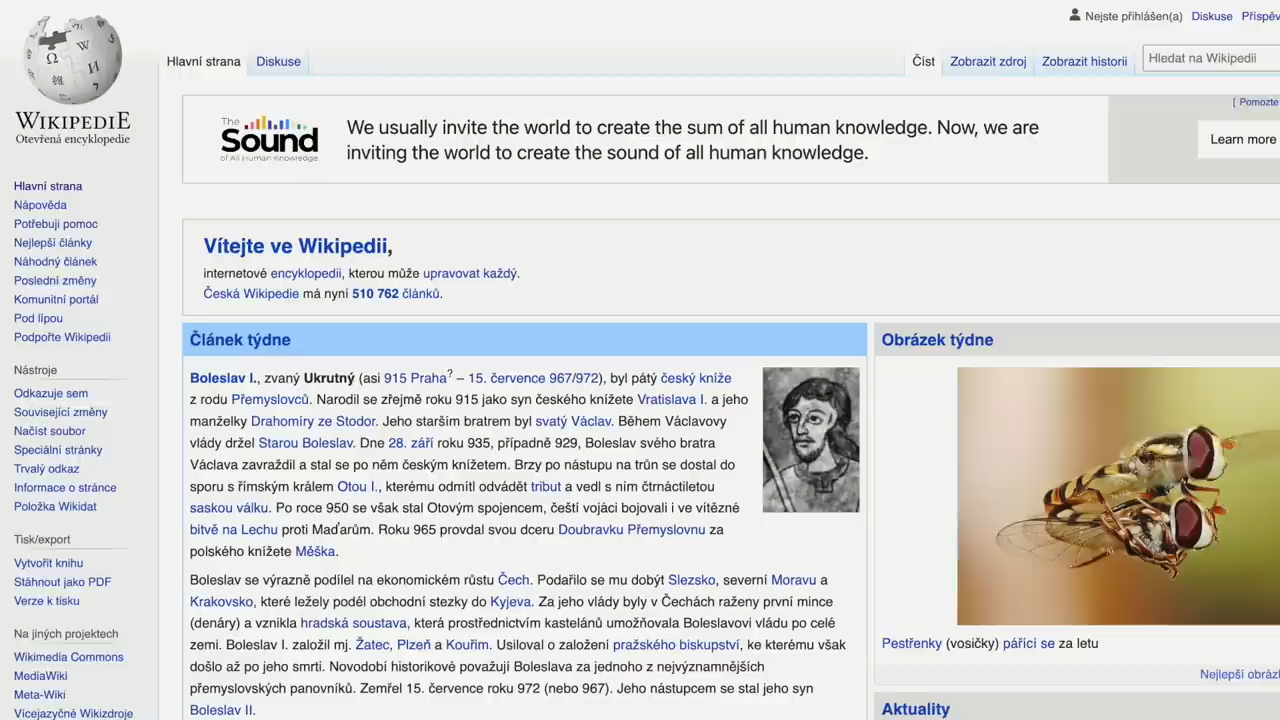 Nejste přihlášen(a) Diskuse
Hlavní strana Diskuse Číst Zobrazit zdroj Zobrazit historii Hledat na Wikipedii
WIKIPEDIE
Otevřená encyklopedie
[ Pomozte
The Sound of All Human Knowledge.
We usually invite the world to create the sum of all human knowledge. Now, we are
inviting the world to create the sound of all human knowledge.
Learn more
Hlavní strana
Nápověda
Potřebuji pomoc
Nejlepší články
Náhodný článek
Poslední změny
Komunitní portál
Pod lípou
Podpořte Wikipedii
Nástroje
Odkazuje sem
Související změny
Načíst soubor
Speciální stránky
Trvalý odkaz
Informace o stránce
Položka Wikidat
Tisk/export
Vytvořit knihu
Stáhnout jako PDF
Verze k tisku
Na jiných projektech
Wikimedia Commons
MediaWiki
Meta-Wiki
Vícejazyčné Wikizdroje
Vítejte ve Wikipedii,
internetové encyklopedii, kterou může upravovat každý.
Česká Wikipedie má nyní 510 762 článků.
Článek týdne
Boleslav I., zvaný Ukrutný (asi 915 Praha? – 15. července 967/972), byl pátý český kníže
z rodu Přemyslovců. Narodil se zřejmě roku 915 jako syn českého knížete Vratislava I. a jeho
manželky Drahomíry ze Stodor. Jeho starším bratrem byl svatý Václav. Během Václavovy
vlády držel Starou Boleslav. Dne 28. září roku 935, případně 929, Boleslav svého bratra
Václava zavraždil a stal se po něm českým knížetem. Brzy po nástupu na trůn se dostal do
sporu s římským králem Otou I., kterému odmítl odvádět tribut a vedl s ním čtrnáctiletou
saskou válku. Po roce 950 se však stal Otovým spojencem, čeští vojáci bojovali i ve vítězné
bitvě na Lechu proti Maďarům. Roku 965 provdal svou dceru Doubravku Přemyslovnu za
polského knížete Měška.
Boleslav se výrazně podílel na ekonomickém růstu Čech. Podařilo se mu dobýt Slezsko, severní Moravu a
Krakovsko, které ležely podél obchodní stezky do Kyjeva. Za jeho vlády byly v Čechách raženy první mince
(denáry) a vznikla hradská soustava, která prostřednictvím kastelánů umožňovala Boleslavovi vládu po celé
zemi. Boleslav I. založil mj. Žatec, Plzeň a Kouřim. Usiloval o založení pražského biskupství, ke kterému však
došlo až po jeho smrti. Novodobí historikové považují Boleslava za jednoho z nejvýznamnějších
přemyslovských panovníků. Zemřel 15. července roku 972 (nebo 967). Jeho nástupcem se stal jeho syn
Boleslav II.
Obrázek týdne
Pestřenky (vosičky) pářící se za letu
Nejlepší
Aktuality